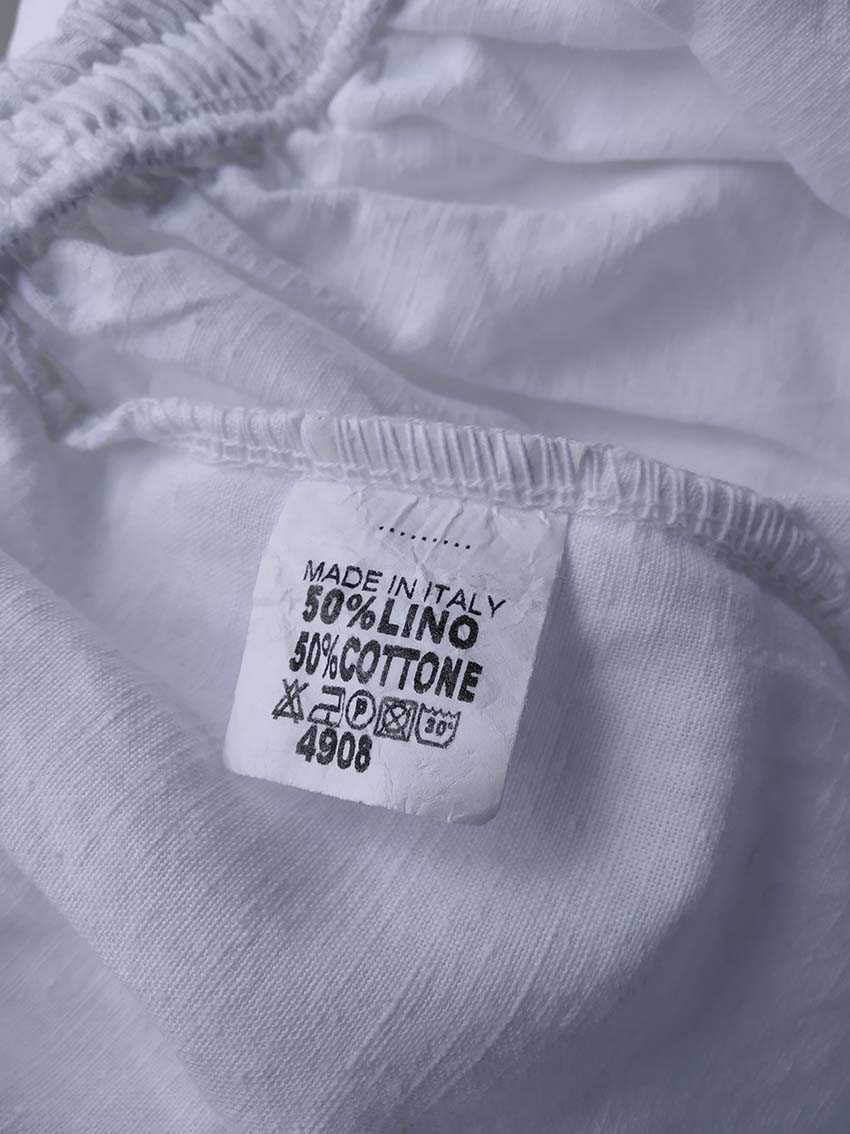 MADE IN ITALY
50%LINO
50%COTTONE
P 30°
4908